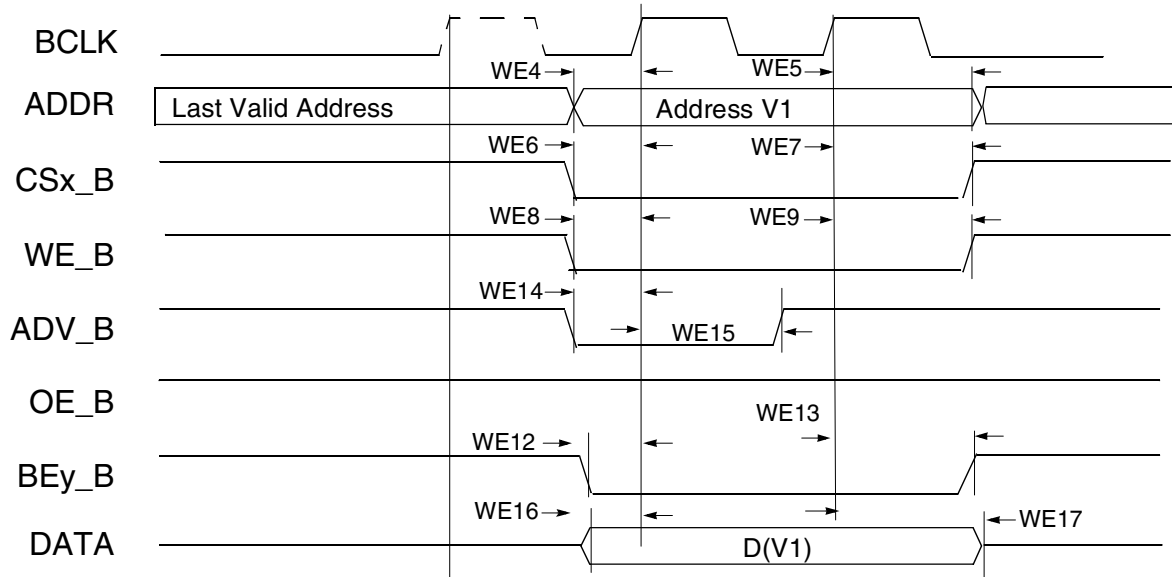 BCLK
WE4
WE5
ADDR
Last Valid Address
Address V1
WE6
WE7
CSx_B
WE8
WE9
WE_B
WE14
ADV_B
WE15
OE_B
WE13
WE12
BEy_B
WE16
WE17
DATA
D(V1)